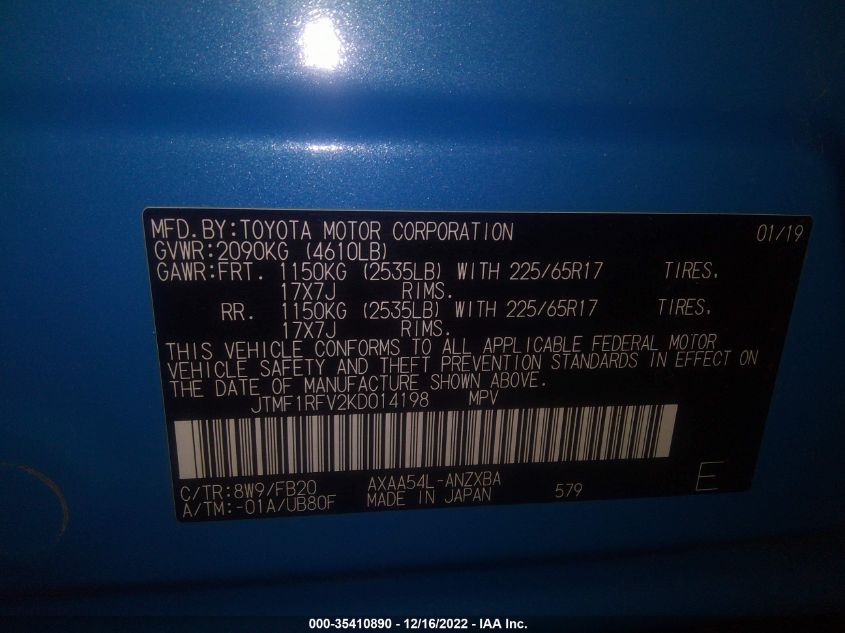 MFD.BY:TOYOTA MOTOR CORPORATION 01/19
GVWR:2090KG (4610LB)
GAWR:FRT. 1150KG (2535LB) WITH 225/65R17 TIRES,
17X7J RIMS.
RR. 1150KG (2535LB) WITH 225/65R17 TIRES,
17X7J RIMS.
THIS VEHICLE CONFORMS TO ALL APPLICABLE FEDERAL MOTOR
VEHICLE SAFETY AND THEFT PREVENTION STANDARDS IN EFFECT ON
THE DATE OF MANUFACTURE SHOWN ABOVE.
JTMF1RFV2KD014198 MPV
C/TR:8W9/FB20 AXAA54L-ANZXBA
A/TM:-01A/UB80F MADE IN JAPAN 579 E
000-35410890 - 12/16/2022 - IAA Inc.